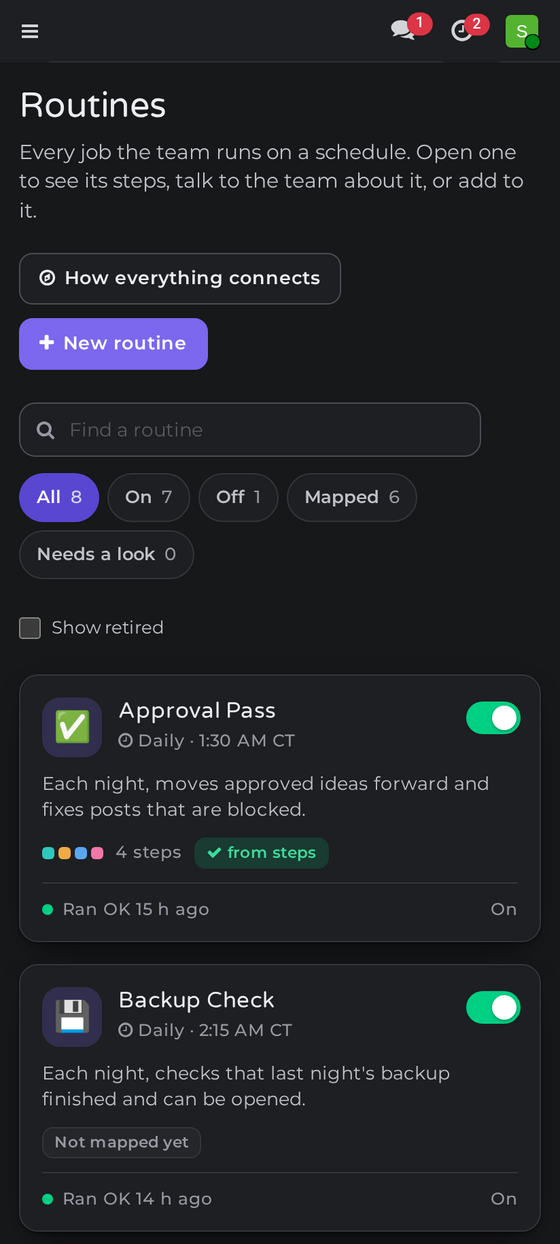 1
2
S
Routines
Every job the team runs on a schedule. Open one
to see its steps, talk to the team about it, or add to
it.
How everything connects
New routine
Find a routine
All 8
On 7
Off 1
Mapped 6
Needs a look 0
Show retired
Approval Pass
Daily · 1:30 AM CT
Each night, moves approved ideas forward and
fixes posts that are blocked.
4 steps
from steps
Ran OK 15 h ago
On
Backup Check
Daily · 2:15 AM CT
Each night, checks that last night's backup
finished and can be opened.
Not mapped yet
Ran OK 14 h ago
On